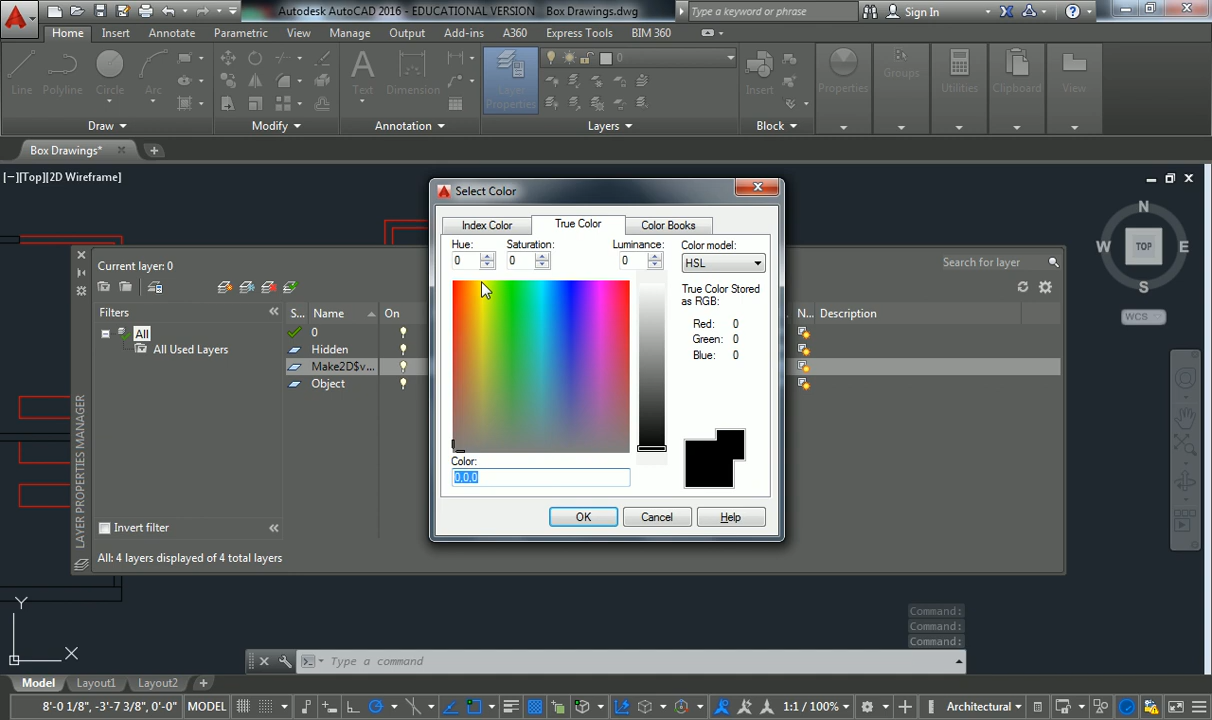 Autodesk AutoCAD 2016 - EDUCATIONAL VERSION Box Drawings.dwg
Type a keyword or phrase
Sign In
Home Insert Annotate Parametric View Manage Output Add-ins A360 Express Tools BIM 360
0
Line Polyline Circle Arc Text Dimension Layer Properties Insert Properties Groups Utilities Clipboard View
Draw Modify Annotation Layers Block
Box Drawings*
[−][Top][2D Wireframe]
N
W TOP E
S
WCS
Select Color
Index Color True Color Color Books
Hue: Saturation: Luminance: Color model:
0 0 0 HSL
True Color Stored
as RGB:
Red: 0
Green: 0
Blue: 0
Color:
0,0,0
OK Cancel Help
Current layer: 0
Search for layer
Filters
All
All Used Layers
Invert filter
S... Name On N... Description
0
Hidden
Make2D$v...
Object
All: 4 layers displayed of 4 total layers
LAYER PROPERTIES MANAGER
Y
X
Command:
Command:
Command:
Type a command
Model Layout1 Layout2
8'-0 1/8", -3'-7 3/8", 0'-0" MODEL 1:1 / 100% Architectural